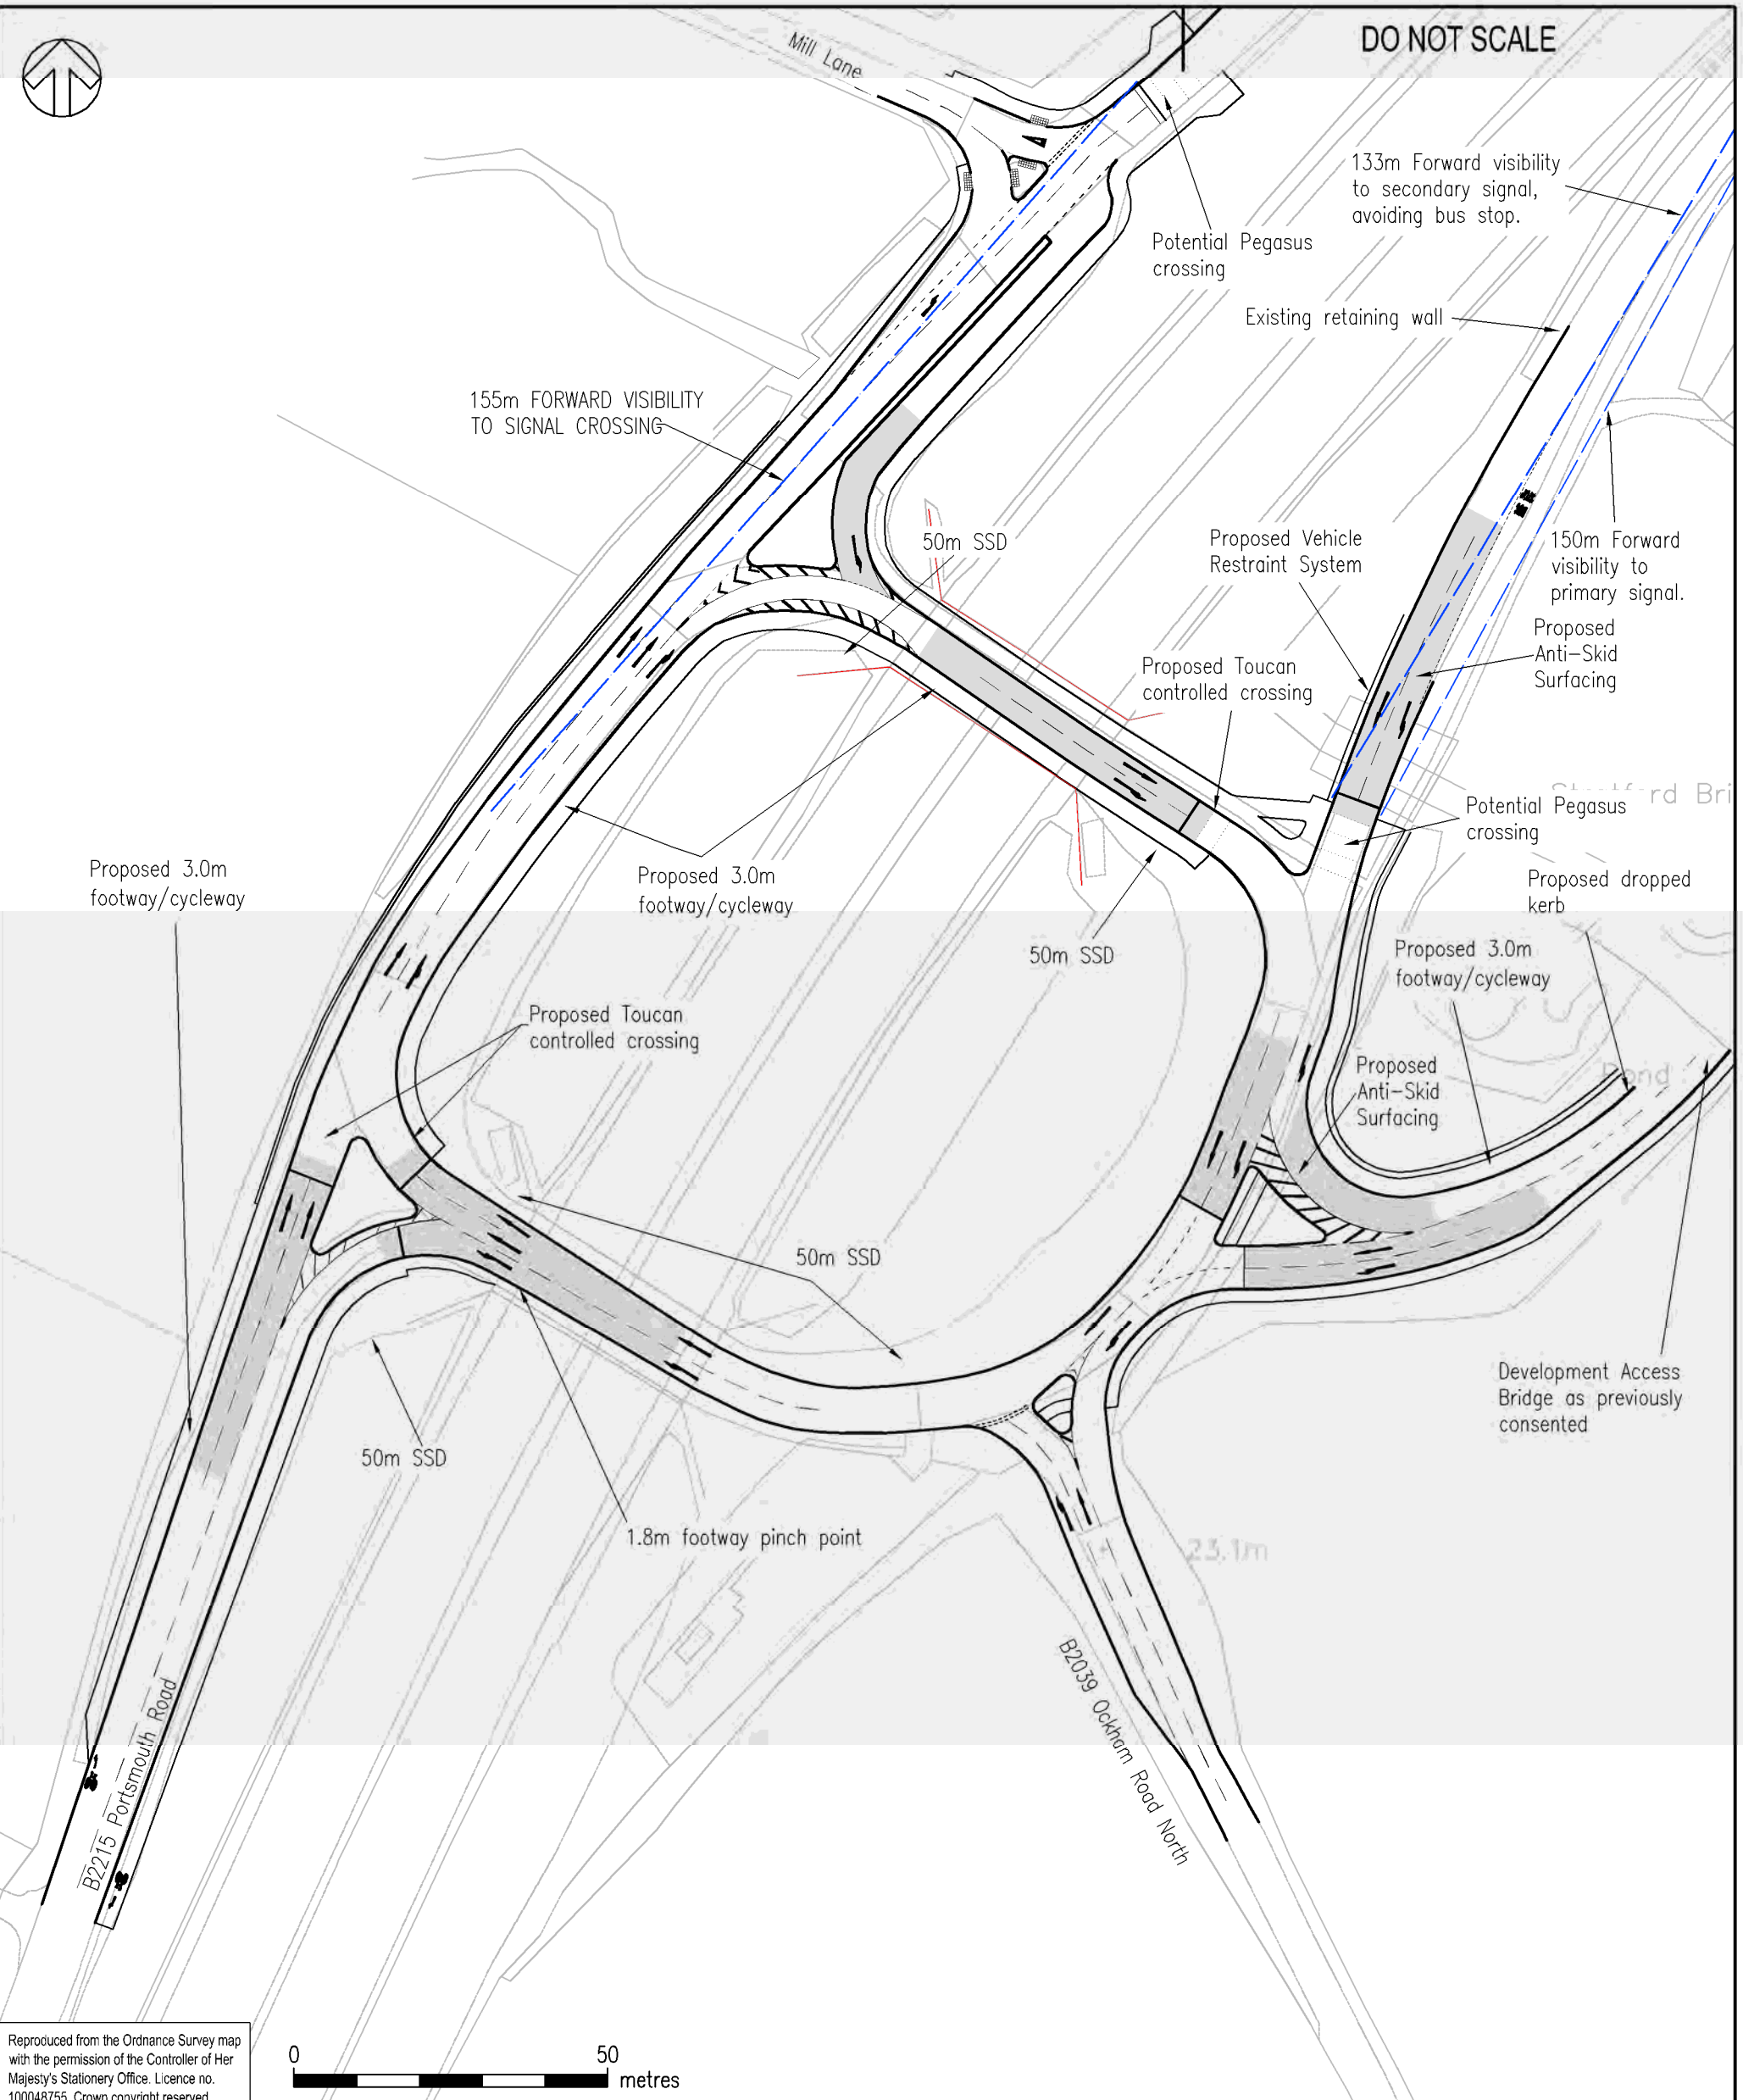 DO NOT SCALE
Mill Lane
133m Forward visibility
to secondary signal,
avoiding bus stop.
Potential Pegasus
crossing
Existing retaining wall
155m FORWARD VISIBILITY
TO SIGNAL CROSSING
50m SSD
Proposed Vehicle
Restraint System
150m Forward
visibility to
primary signal.
Proposed
Anti-Skid
Surfacing
Proposed Toucan
controlled crossing
Potential Pegasus
crossing
Proposed 3.0m
footway/cycleway
Proposed 3.0m
footway/cycleway
Proposed dropped
kerb
50m SSD
Proposed 3.0m
footway/cycleway
Proposed Toucan
controlled crossing
Proposed
Anti-Skid
Surfacing
Pond
50m SSD
Development Access
Bridge as previously
consented
50m SSD
1.8m footway pinch point
23.1m
B2039 Ockham Road North
B2215 Portsmouth Road
Reproduced from the Ordnance Survey map
with the permission of the Controller of Her
Majesty's Stationery Office. Licence no.
100048755. Crown copyright reserved
0 50
metres